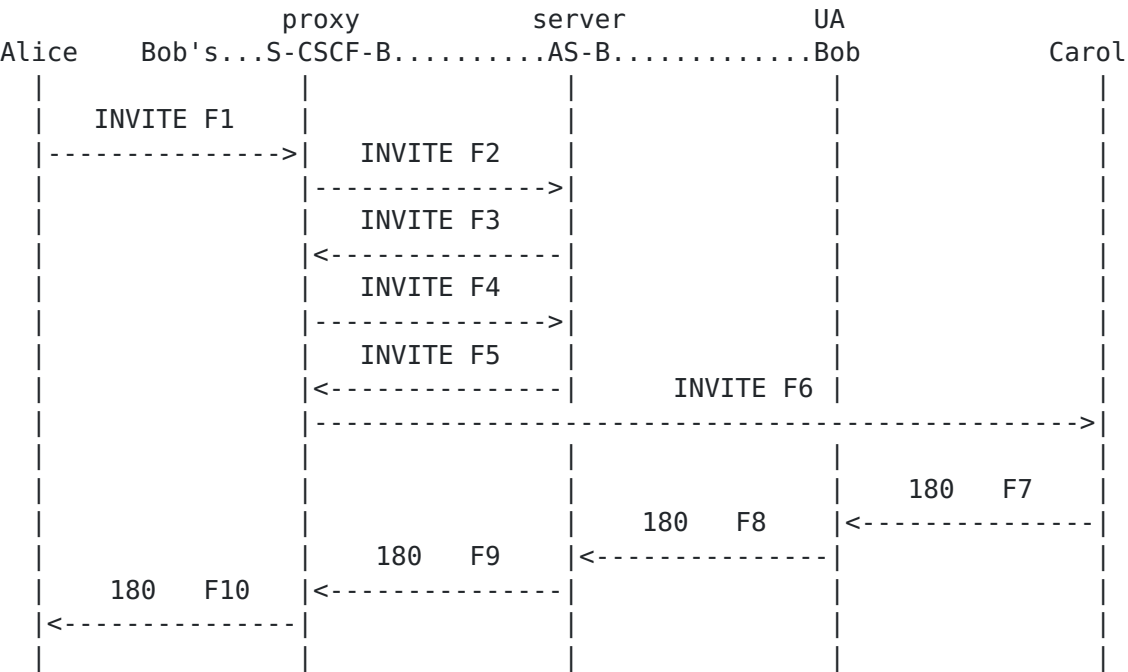 proxy server UA
Alice Bob's...S-CSCF-B..........AS-B.............Bob Carol
INVITE F1
INVITE F2
INVITE F3
INVITE F4
INVITE F5
INVITE F6
180 F7
180 F8
180 F9
180 F10